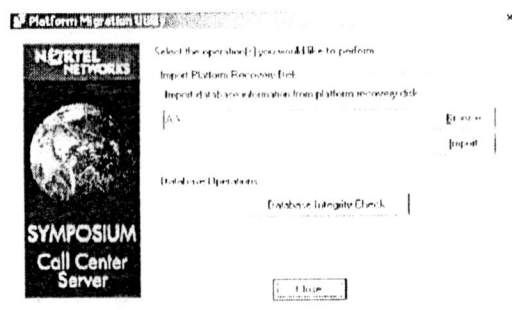 Platform Migration Utility
NORTEL
NETWORKS
SYMPOSIUM
Call Center
Server
Select the operation(s) you would like to perform
Import Platform Recovery Disk
Import database information from platform recovery disk
A:\
Browse
Import
Database Operations
Database Integrity Check
Close